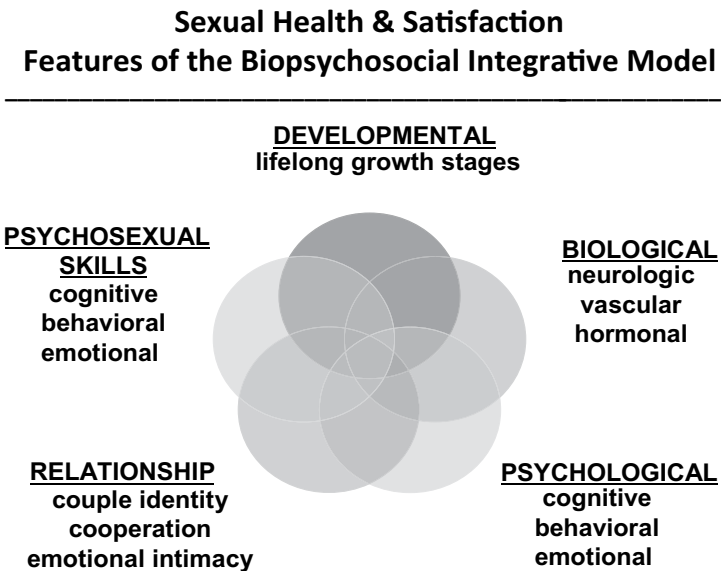 Sexual Health & Satisfaction
Features of the Biopsychosocial Integrative Model
DEVELOPMENTAL
lifelong growth stages
PSYCHOSEXUAL
SKILLS
cognitive
behavioral
emotional
BIOLOGICAL
neurologic
vascular
hormonal
RELATIONSHIP
couple identity
cooperation
emotional intimacy
PSYCHOLOGICAL
cognitive
behavioral
emotional